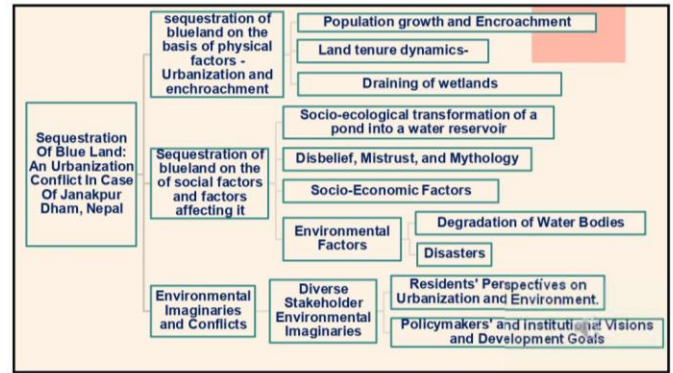 Sequestration
Of Blue Land:
An Urbanization
Conflict In Case
Of Janakpur
Dham, Nepal
sequestration of
blueland on the
basis of physical
factors -
Urbanization and
enchroachment
Population growth and Encroachment
Land tenure dynamics-
Draining of wetlands
Sequestration of
blueland on the
of social factors
and factors
affecting it
Socio-ecological transformation of a
pond into a water reservoir
Disbelief, Mistrust, and Mythology
Socio-Economic Factors
Environmental
Factors
Degradation of Water Bodies
Disasters
Environmental
Imaginaries
and Conflicts
Diverse
Stakeholder
Environmental
Imaginaries
Residents' Perspectives on
Urbanization and Environment.
Policymakers' and Institutional Visions
and Development Goals